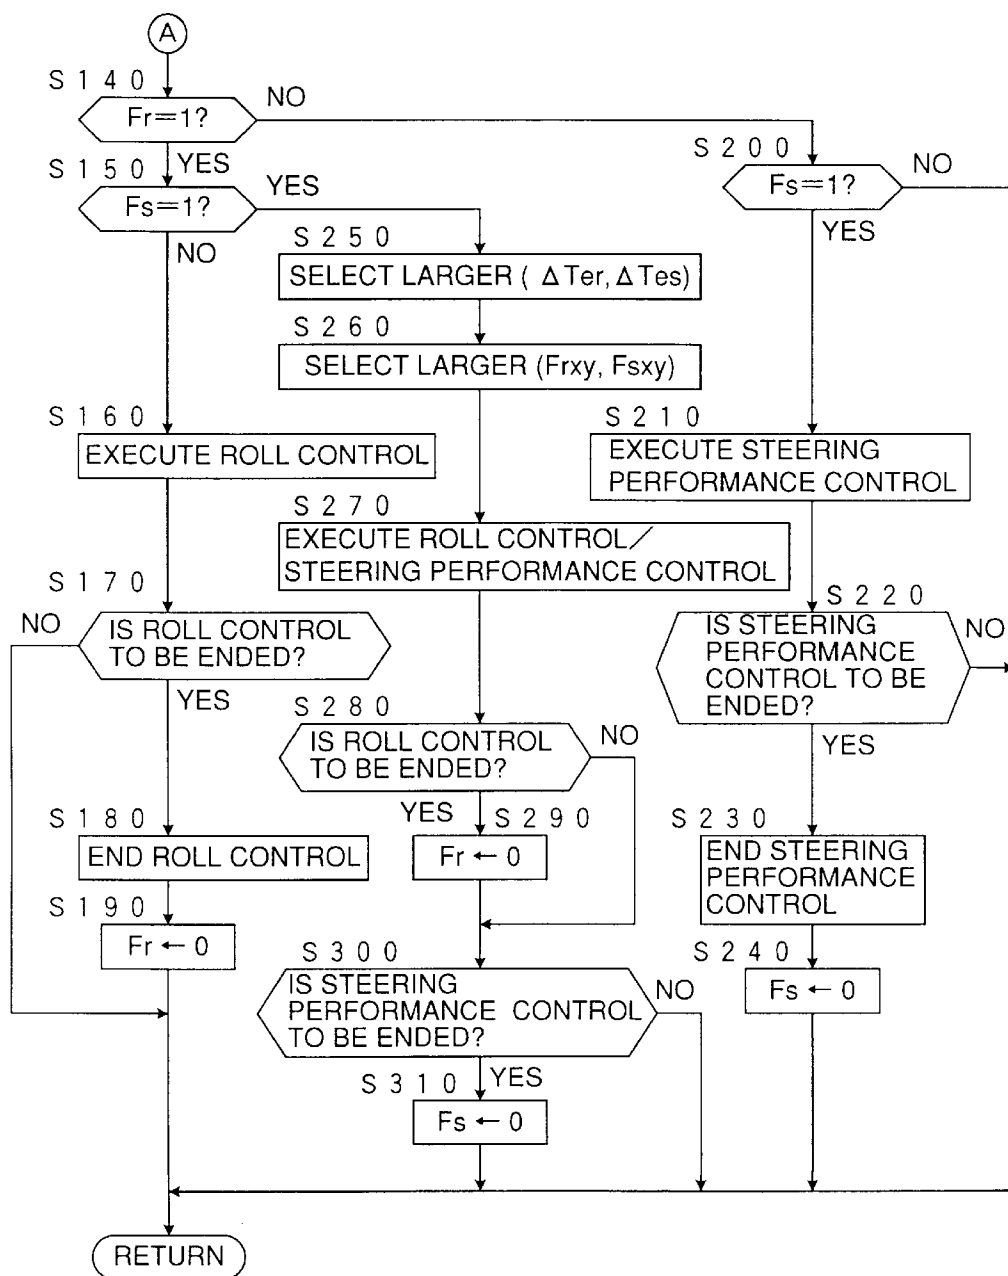 A
S140
Fr=1?
NO
YES
S150
Fs=1?
YES
NO
S200
Fs=1?
NO
YES
S250
SELECT LARGER ( ΔTer, ΔTes)
S260
SELECT LARGER (Frxy, Fsxy)
S160
EXECUTE ROLL CONTROL
S210
EXECUTE STEERING
PERFORMANCE CONTROL
S270
EXECUTE ROLL CONTROL/
STEERING PERFORMANCE CONTROL
S170
NO
IS ROLL CONTROL
TO BE ENDED?
YES
S220
IS STEERING
PERFORMANCE
CONTROL TO BE
ENDED?
NO
YES
S280
IS ROLL CONTROL
TO BE ENDED?
NO
YES
S290
Fr ← 0
S180
END ROLL CONTROL
S190
Fr ← 0
S230
END STEERING
PERFORMANCE
CONTROL
S240
Fs ← 0
S300
IS STEERING
PERFORMANCE CONTROL
TO BE ENDED?
NO
YES
S310
Fs ← 0
RETURN